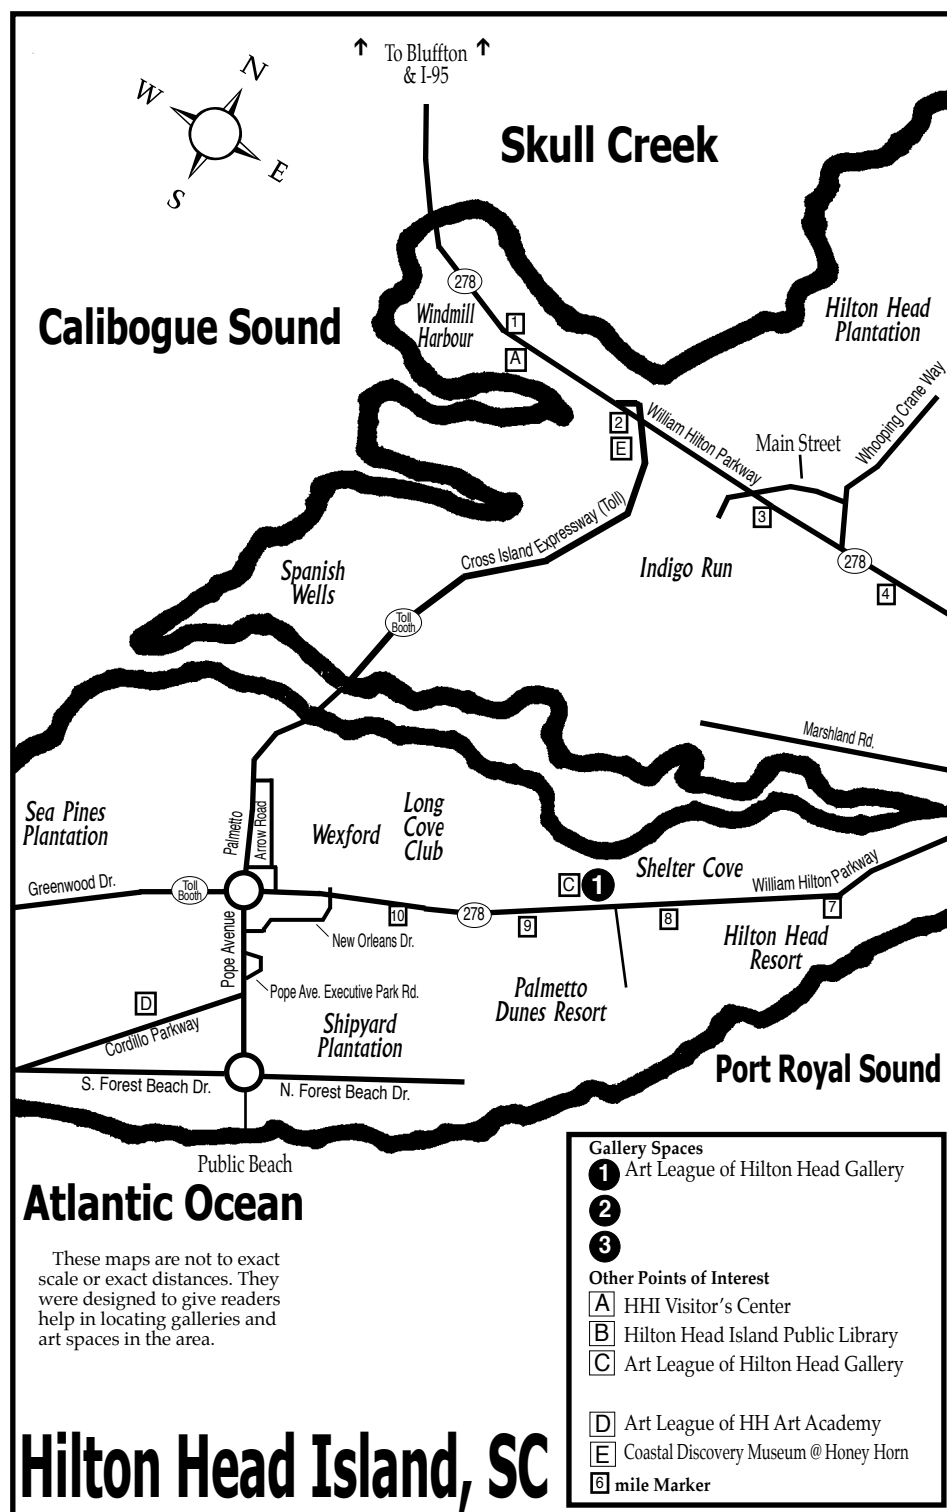 To Bluffton
& I-95
N
W
E
S
Skull Creek
278
Windmill
Harbour
Calibogue Sound
Hilton Head
Plantation
1
A
2
E
William Hilton Parkway
Main Street
Whooping Crane Way
3
Cross Island Expressway (Toll)
Indigo Run
278
4
Spanish
Wells
Toll
Booth
Marshland Rd.
Sea Pines
Plantation
Palmetto
Arrow Road
Wexford
Long
Cove
Club
Shelter Cove
William Hilton Parkway
Greenwood Dr.
Toll
Booth
C
1
10
278
9
8
7
Pope Avenue
New Orleans Dr.
Hilton Head
Resort
Pope Ave. Executive Park Rd.
Palmetto
Dunes Resort
D
Cordillo Parkway
Shipyard
Plantation
Port Royal Sound
S. Forest Beach Dr.
N. Forest Beach Dr.
Public Beach
Atlantic Ocean
These maps are not to exact
scale or exact distances. They
were designed to give readers
help in locating galleries and
art spaces in the area.
Gallery Spaces
1 Art League of Hilton Head Gallery
2
3
Other Points of Interest
A HHI Visitor's Center
B Hilton Head Island Public Library
C Art League of Hilton Head Gallery
D Art League of HH Art Academy
E Coastal Discovery Museum @ Honey Horn
6 mile Marker
Hilton Head Island, SC